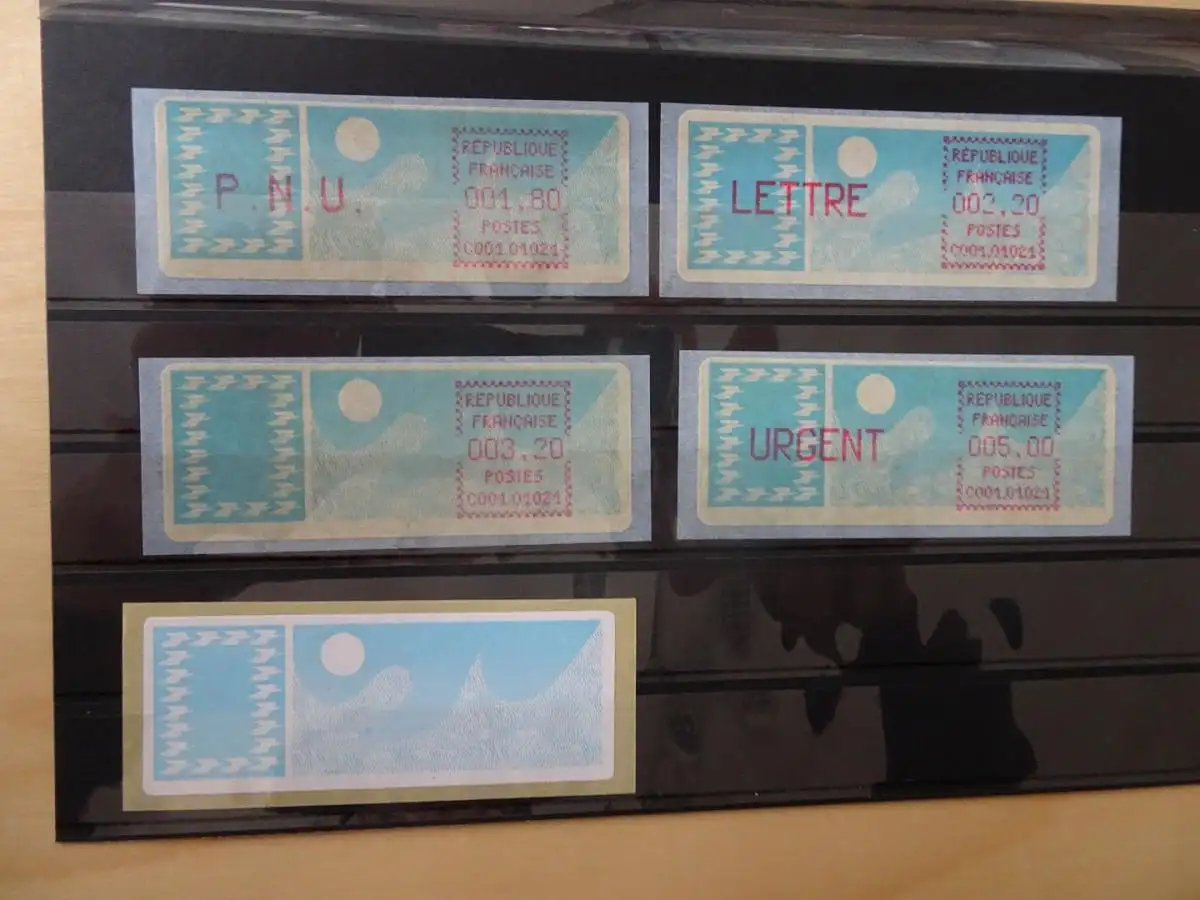 P.N.U.
RÉPUBLIQUE
FRANÇAISE
001,80
POSTES
C001.01021
LETTRE
RÉPUBLIQUE
FRANÇAISE
002,20
POSTES
C001.01021
RÉPUBLIQUE
FRANÇAISE
003,20
POSTES
C001.01021
URGENT
RÉPUBLIQUE
FRANÇAISE
005,00
POSTES
C001.01021